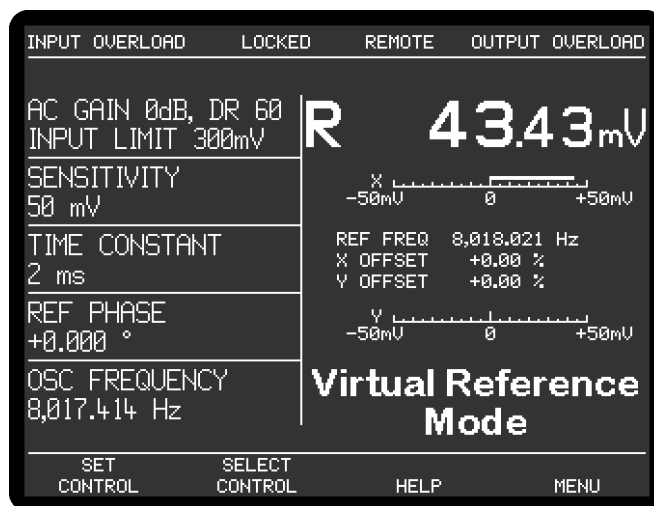 INPUT OVERLOAD LOCKED REMOTE OUTPUT OVERLOAD
AC GAIN 0dB, DR 60
INPUT LIMIT 300mV
SENSITIVITY
50 mV
TIME CONSTANT
2 ms
REF PHASE
+0.000 °
OSC FREQUENCY
8,017.414 Hz
R 43.43mV
X
-50mV 0 +50mV
REF FREQ 8,018.021 Hz
X OFFSET +0.00 %
Y OFFSET +0.00 %
Y
-50mV 0 +50mV
Virtual Reference
Mode
SET
CONTROL
SELECT
CONTROL
HELP
MENU